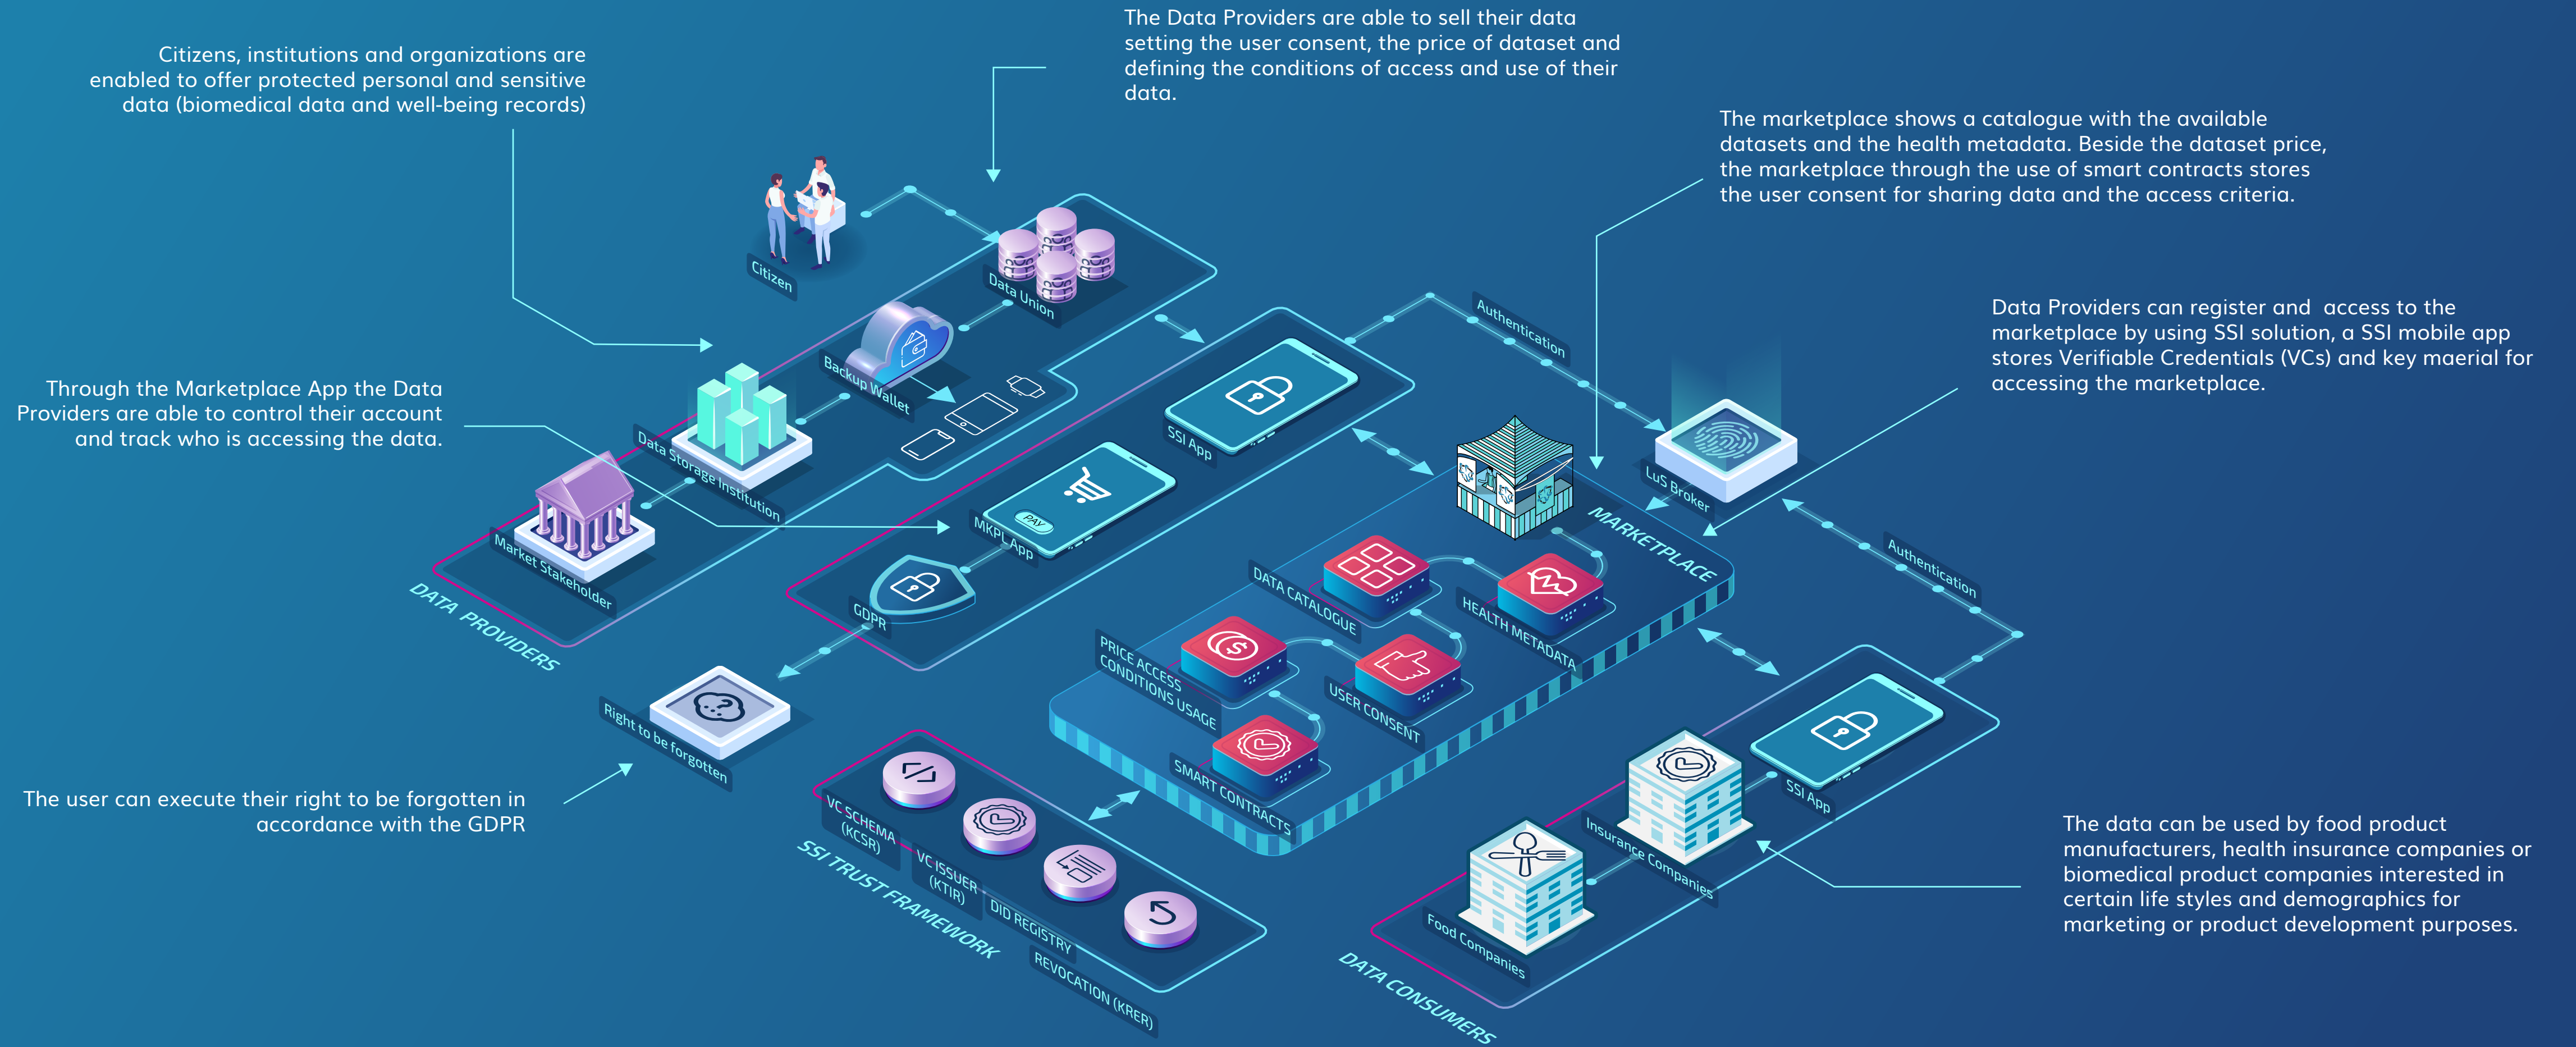 The Data Providers are able to sell their data
setting the user consent, the price of dataset and
defining the conditions of access and use of their
data.
Citizens, institutions and organizations are
enabled to offer protected personal and sensitive
data (biomedical data and well-being records)
The marketplace shows a catalogue with the available
datasets and the health metadata. Beside the dataset price,
the marketplace through the use of smart contracts stores
the user consent for sharing data and the access criteria.
Data Providers can register and access to the
marketplace by using SSI solution, a SSI mobile app
stores Verifiable Credentials (VCs) and key maerial for
accessing the marketplace.
Through the Marketplace App the Data
Providers are able to control their account
and track who is accessing the data.
Citizen
Data Union
Backup Wallet
Data Storage Institution
Market Stakeholder
DATA PROVIDERS
SSI App
MKPL App
PAY
GDPR
Right to be forgotten
Authentication
LuS Broker
Authentication
MARKETPLACE
DATA CATALOGUE
HEALTH METADATA
PRICE ACCESS
CONDITIONS USAGE
USER CONSENT
SMART CONTRACTS
The user can execute their right to be forgotten in
accordance with the GDPR
VC SCHEMA
(KCSR)
VC ISSUER
(KTIR)
DID REGISTRY
REVOCATION (KRER)
SSI TRUST FRAMEWORK
SSI App
Insurance Companies
Food Companies
DATA CONSUMERS
The data can be used by food product
manufacturers, health insurance companies or
biomedical product companies interested in
certain life styles and demographics for
marketing or product development purposes.